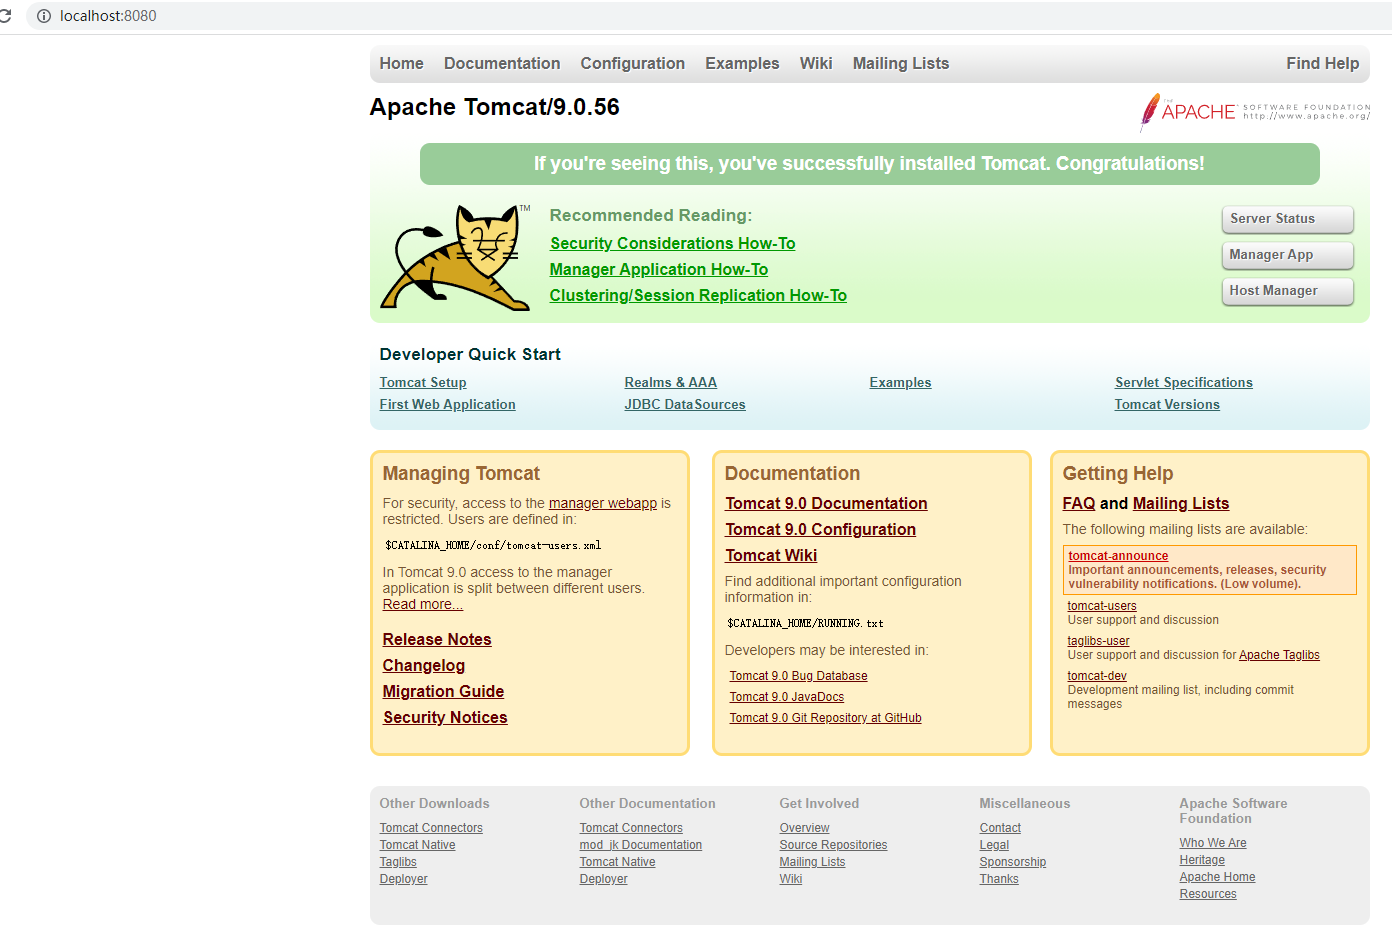 localhost:8080
Home Documentation Configuration Examples Wiki Mailing Lists Find Help
Apache Tomcat/9.0.56
THE APACHE SOFTWARE FOUNDATION
http://www.apache.org/
If you're seeing this, you've successfully installed Tomcat. Congratulations!
TM
Recommended Reading:
Security Considerations How-To
Manager Application How-To
Clustering/Session Replication How-To
Server Status
Manager App
Host Manager
Developer Quick Start
Tomcat Setup
First Web Application
Realms & AAA
JDBC DataSources
Examples
Servlet Specifications
Tomcat Versions
Managing Tomcat
For security, access to the manager webapp is
restricted. Users are defined in:
$CATALINA_HOME/conf/tomcat-users.xml
In Tomcat 9.0 access to the manager
application is split between different users.
Read more...
Release Notes
Changelog
Migration Guide
Security Notices
Documentation
Tomcat 9.0 Documentation
Tomcat 9.0 Configuration
Tomcat Wiki
Find additional important configuration
information in:
$CATALINA_HOME/RUNNING.txt
Developers may be interested in:
Tomcat 9.0 Bug Database
Tomcat 9.0 JavaDocs
Tomcat 9.0 Git Repository at GitHub
Getting Help
FAQ and Mailing Lists
The following mailing lists are available:
tomcat-announce
Important announcements, releases, security
vulnerability notifications. (Low volume).
tomcat-users
User support and discussion
taglibs-user
User support and discussion for Apache Taglibs
tomcat-dev
Development mailing list, including commit
messages
Other Downloads
Tomcat Connectors
Tomcat Native
Taglibs
Deployer
Other Documentation
Tomcat Connectors
mod_jk Documentation
Tomcat Native
Deployer
Get Involved
Overview
Source Repositories
Mailing Lists
Wiki
Miscellaneous
Contact
Legal
Sponsorship
Thanks
Apache Software
Foundation
Who We Are
Heritage
Apache Home
Resources